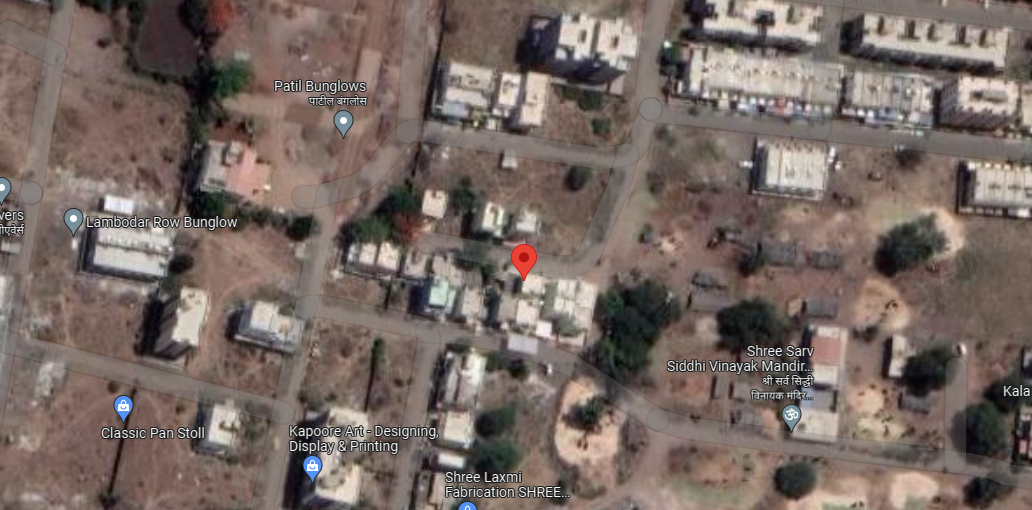 Patil Bunglows
पाटील बंगलोस
vers
Lambodar Row Bunglow
Shree Sarv
Siddhi Vinayak Mandir...
श्री सर्व सिद्धी
विनायक मंदिर...
Kala
Classic Pan Stoll
Kapoore Art - Designing,
Display & Printing
Shree Laxmi
Fabrication SHREE...